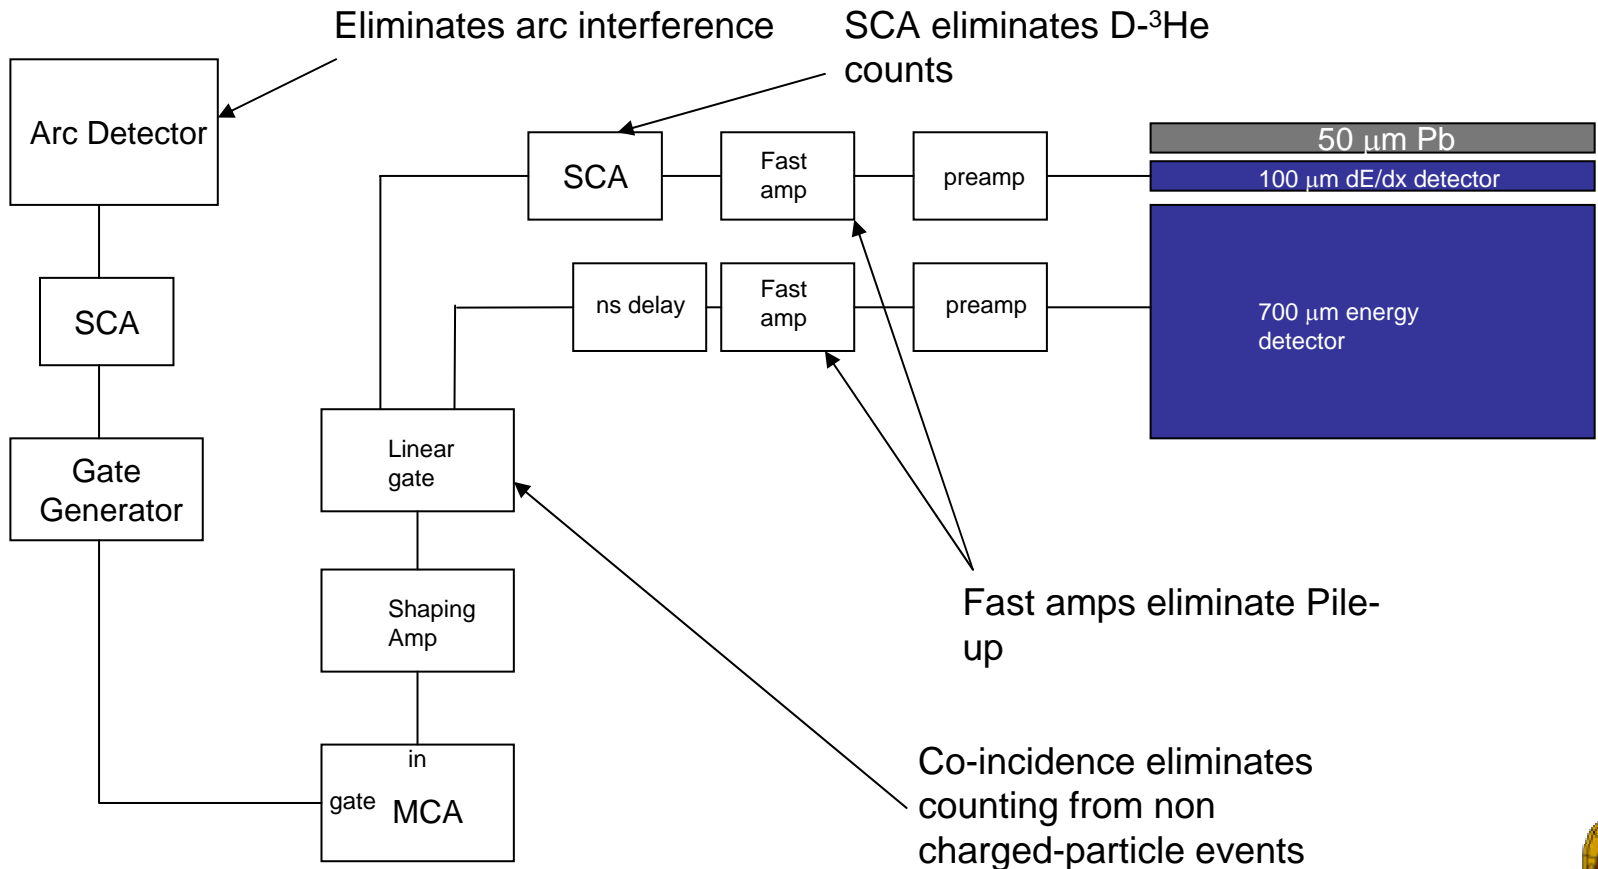 Eliminates arc interference
SCA eliminates D-³He
counts
Arc Detector
SCA
Fast
amp
preamp
50 μm Pb
100 μm dE/dx detector
SCA
ns delay
Fast
amp
preamp
700 μm energy
detector
Gate
Generator
Linear
gate
Shaping
Amp
Fast amps eliminate Pile-
up
in
gate
MCA
Co-incidence eliminates
counting from non
charged-particle events